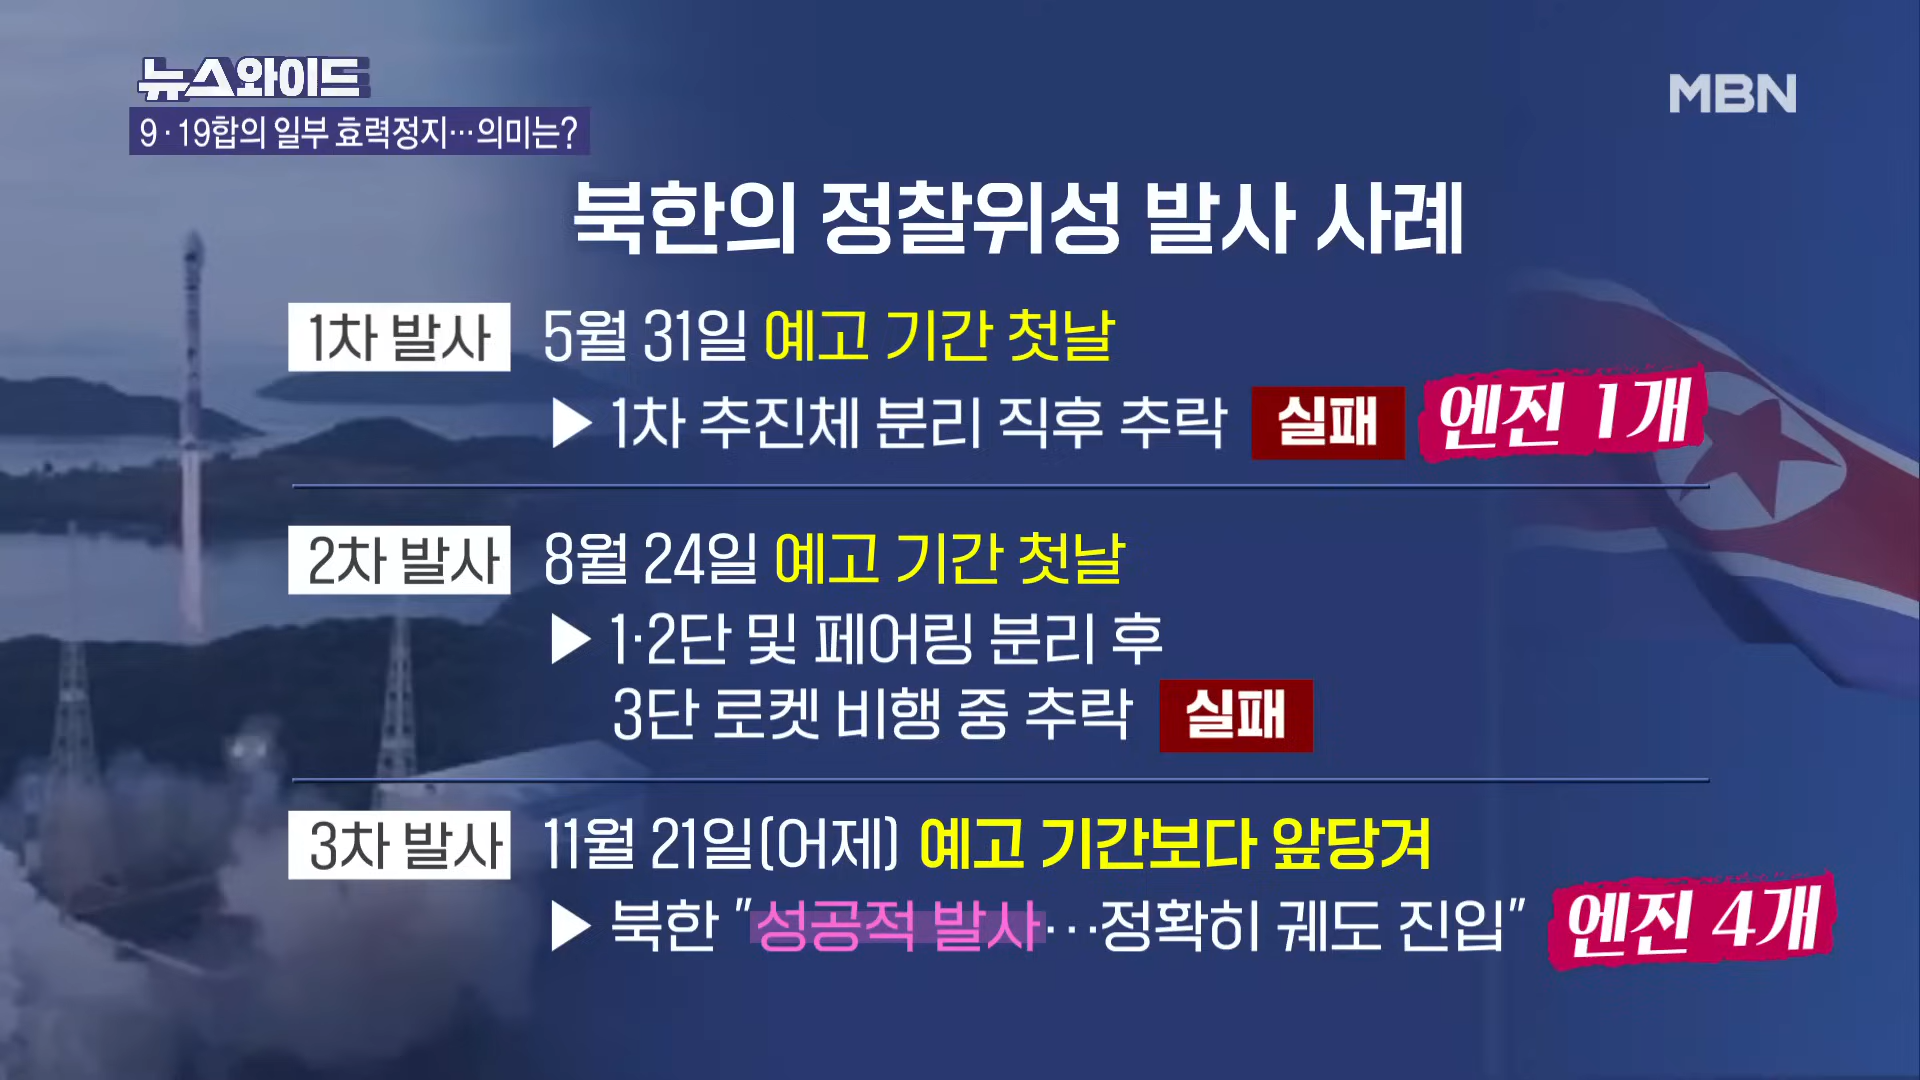 뉴스와이드
MBN
9·19합의 일부 효력정지…의미는?
북한의 정찰위성 발사 사례
1차 발사 5월 31일 예고 기간 첫날
▶ 1차 추진체 분리 직후 추락 실패 엔진 1개
2차 발사 8월 24일 예고 기간 첫날
▶ 1·2단 및 페어링 분리 후
3단 로켓 비행 중 추락 실패
3차 발사 11월 21일(어제) 예고 기간보다 앞당겨
▶ 북한 "성공적 발사…정확히 궤도 진입" 엔진 4개